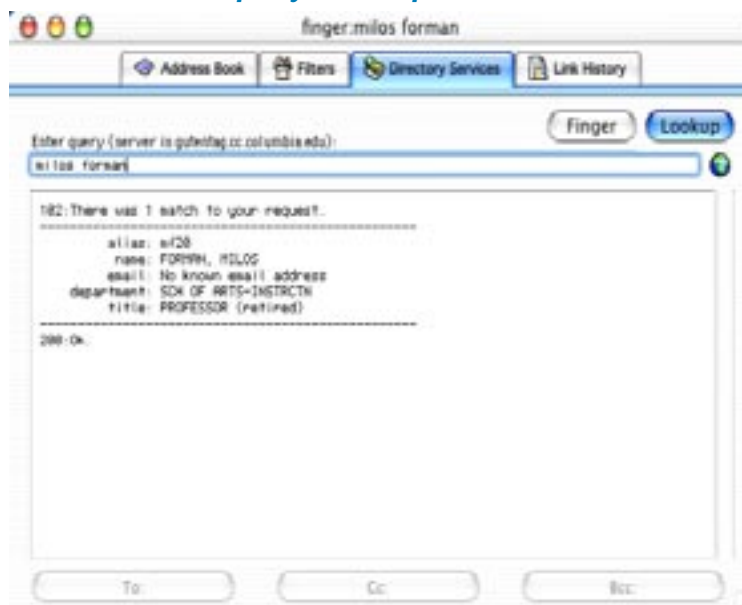 finger:milos forman
Address Book Filters Directory Services Link History
Finger Lookup
Enter query (server is gutentag.cc.columbia.edu):
milos forman
102:There was 1 match to your request.
----------------------------------------
alias: mf20
name: FORMAN, MILOS
email: No known email address
department: SCH OF ARTS-INSTRCTN
title: PROFESSOR (retired)
----------------------------------------
200:Ok.
To: Cc: Bcc: